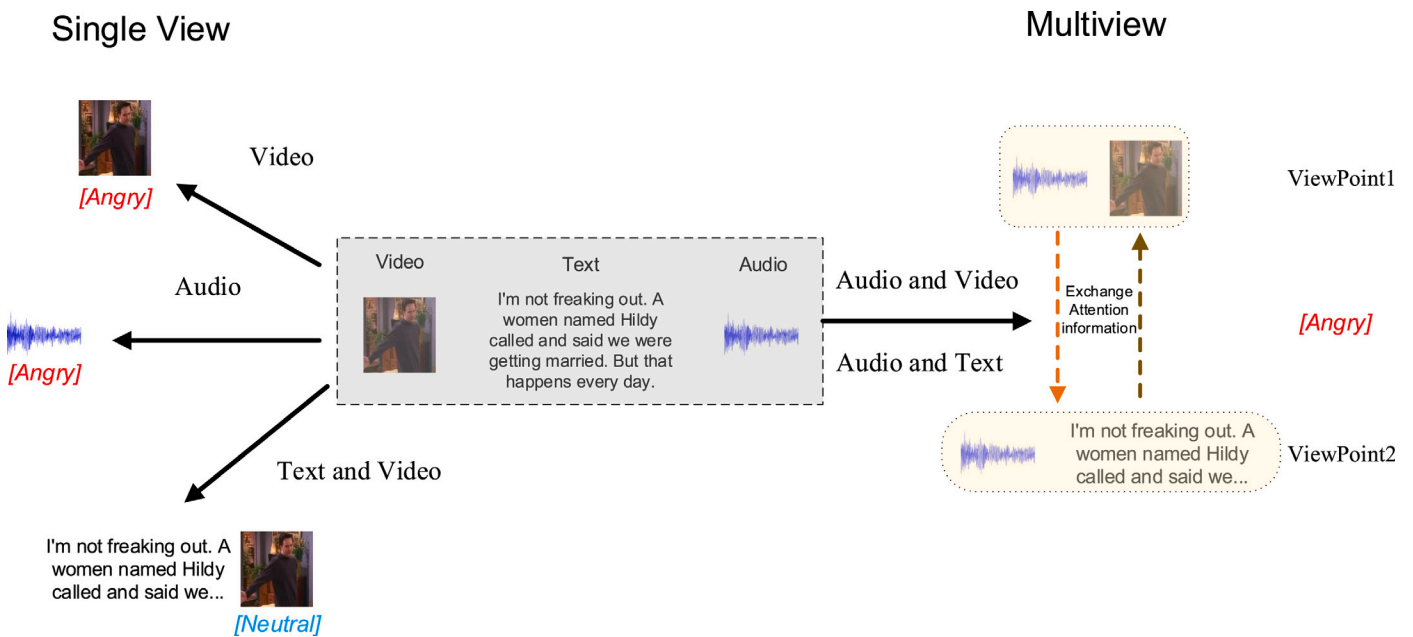 Single View
Multiview
Video
[Angry]
Audio
[Angry]
Text and Video
I'm not freaking out. A
women named Hildy
called and said we...
[Neutral]
Video
Text
Audio
I'm not freaking out. A
women named Hildy
called and said we were
getting married. But that
happens every day.
Audio and Video
Audio and Text
ViewPoint1
Exchange
Attention
information
[Angry]
I'm not freaking out. A
women named Hildy
called and said we...
ViewPoint2